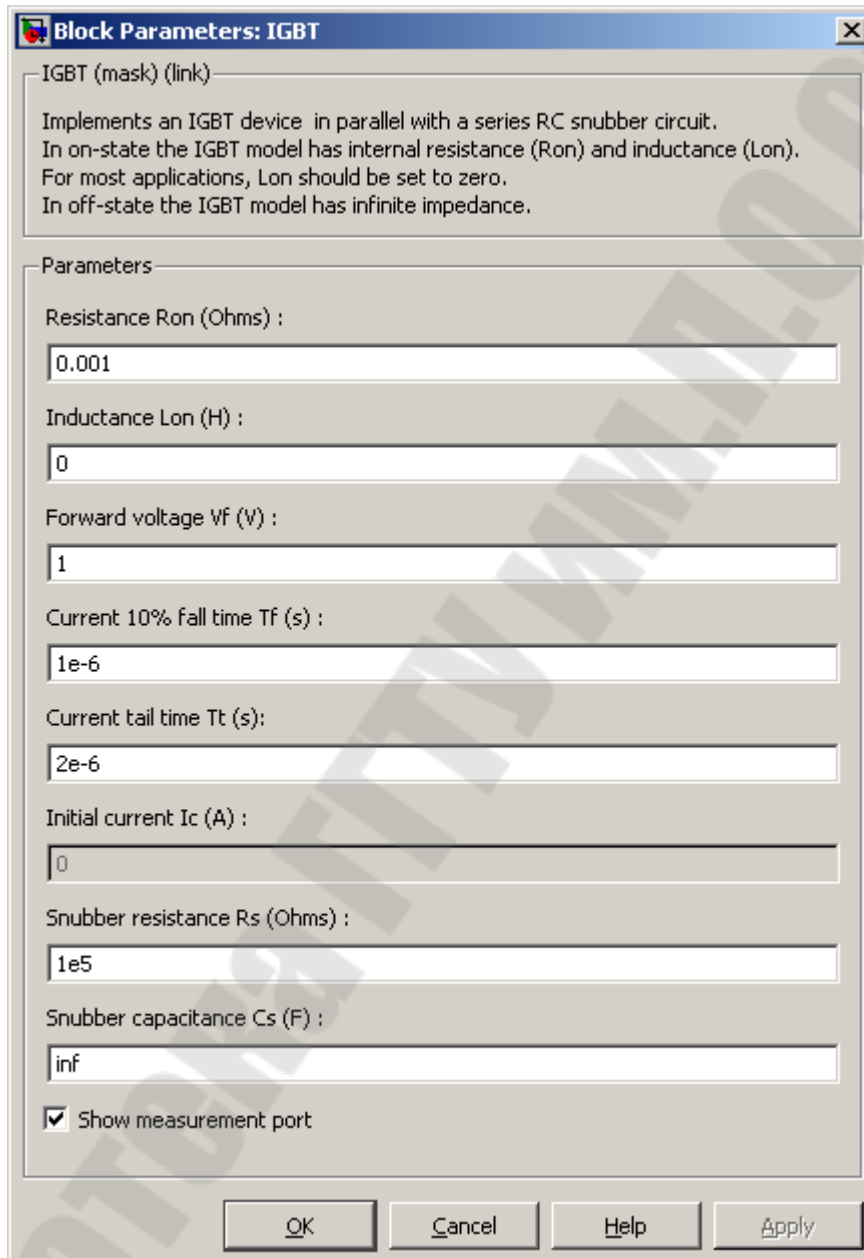 Block Parameters: IGBT
IGBT (mask) (link)
Implements an IGBT device in parallel with a series RC snubber circuit.
In on-state the IGBT model has internal resistance (Ron) and inductance (Lon).
For most applications, Lon should be set to zero.
In off-state the IGBT model has infinite impedance.
Parameters
Resistance Ron (Ohms) :
0.001
Inductance Lon (H) :
0
Forward voltage Vf (V) :
1
Current 10% fall time Tf (s) :
1e-6
Current tail time Tt (s):
2e-6
Initial current Ic (A) :
0
Snubber resistance Rs (Ohms) :
1e5
Snubber capacitance Cs (F) :
inf
Show measurement port
OK Cancel Help Apply
ГГТУ ИМ.П.О